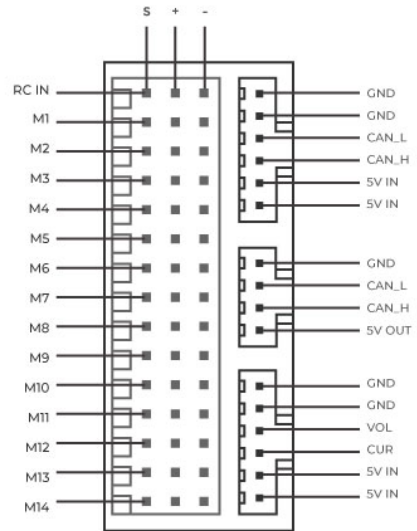 S + -
RC IN
M1
M2
M3
M4
M5
M6
M7
M8
M9
M10
M11
M12
M13
M14
GND
GND
CAN_L
CAN_H
5V IN
5V IN
GND
CAN_L
CAN_H
5V OUT
GND
GND
VOL
CUR
5V IN
5V IN